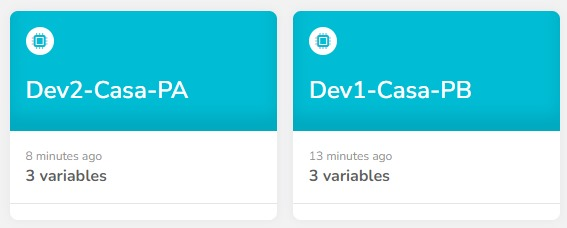 Dev2-Casa-PA
8 minutes ago
3 variables
Dev1-Casa-PB
13 minutes ago
3 variables